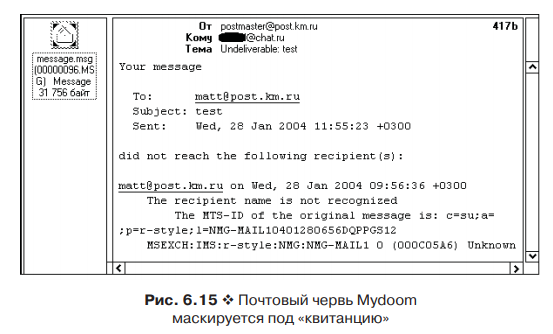 От postmaster@post.km.ru 417b
Кому @chat.ru
Тема Undeliverable: test
message.msg
(00000096.MS
G) Message
31 756 байт
Your message
To: matt@post.km.ru
Subject: test
Sent: Wed, 28 Jan 2004 11:55:23 +0300
did not reach the following recipient(s):
matt@post.km.ru on Wed, 28 Jan 2004 09:56:36 +0300
The recipient name is not recognized
The MTS-ID of the original message is: c=su;a=
;p=r-style;l=NMG-MAIL10401280656DQPPGS12
MSEXCH:IMS:r-style:NMG:NMG-MAIL1 0 (000C05A6) Unknown
Рис. 6.15 ❖ Почтовый червь Mydoom
маскируется под «квитанцию»